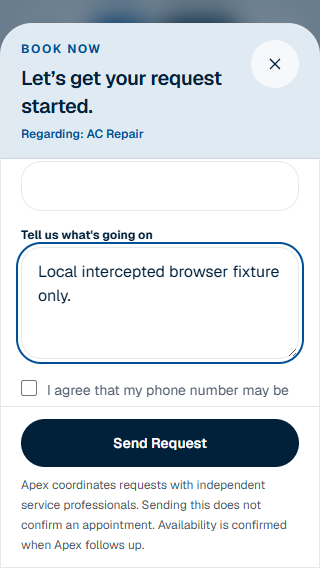 BOOK NOW
Let’s get your request
started.
Regarding: AC Repair
Tell us what's going on
Local intercepted browser fixture
only.
I agree that my phone number may be
Send Request
Apex coordinates requests with independent
service professionals. Sending this does not
confirm an appointment. Availability is confirmed
when Apex follows up.